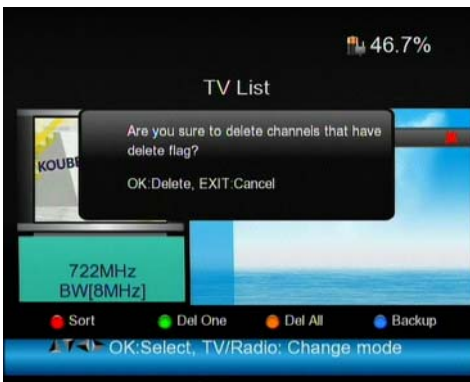 46.7%
TV List
Are you sure to delete channels that have
delete flag?
OK:Delete, EXIT:Cancel
KOUBE
722MHz
BW[8MHz]
Sort Del One Del All Backup
OK:Select, TV/Radio: Change mode